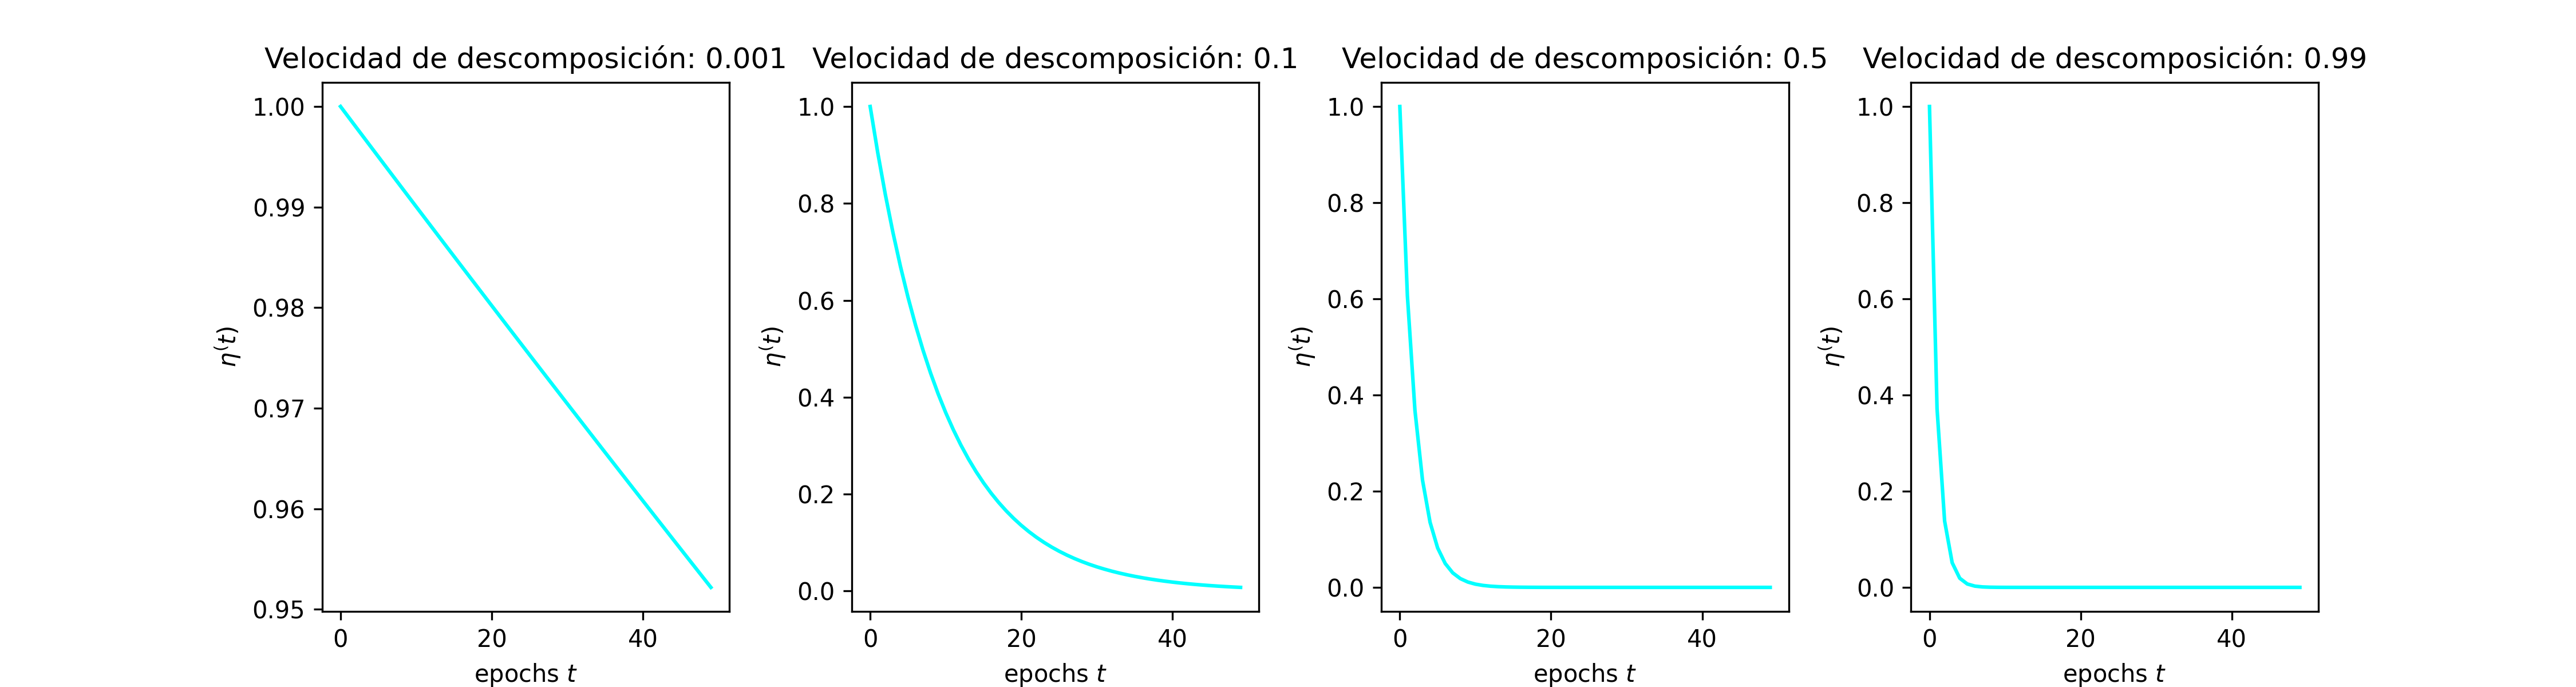 Velocidad de descomposición: 0.001
1.00
0.99
0.98
0.97
0.96
0.95
η⁽t)
0 20 40
epochs t
Velocidad de descomposición: 0.1
1.0
0.8
0.6
0.4
0.2
0.0
η⁽t)
0 20 40
epochs t
Velocidad de descomposición: 0.5
1.0
0.8
0.6
0.4
0.2
0.0
η⁽t)
0 20 40
epochs t
Velocidad de descomposición: 0.99
1.0
0.8
0.6
0.4
0.2
0.0
η⁽t)
0 20 40
epochs t